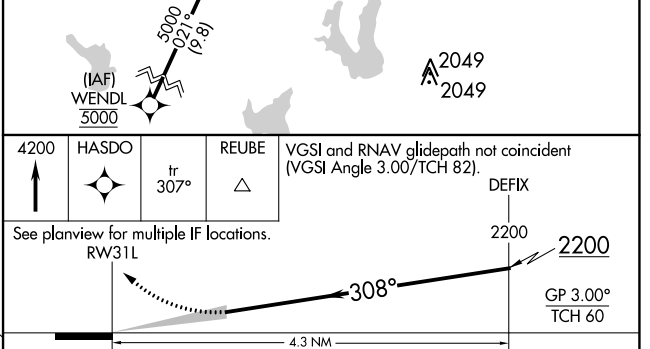 5000
021°
(9.8)
(IAF)
WENDL
5000
2049
2049
4200
HASDO
tr
307°
REUBE
VGSI and RNAV glidepath not coincident
(VGSI Angle 3.00/TCH 82).
See planview for multiple IF locations.
RW31L
DEFIX
2200
2200
308°
GP 3.00°
TCH 60
4.3 NM